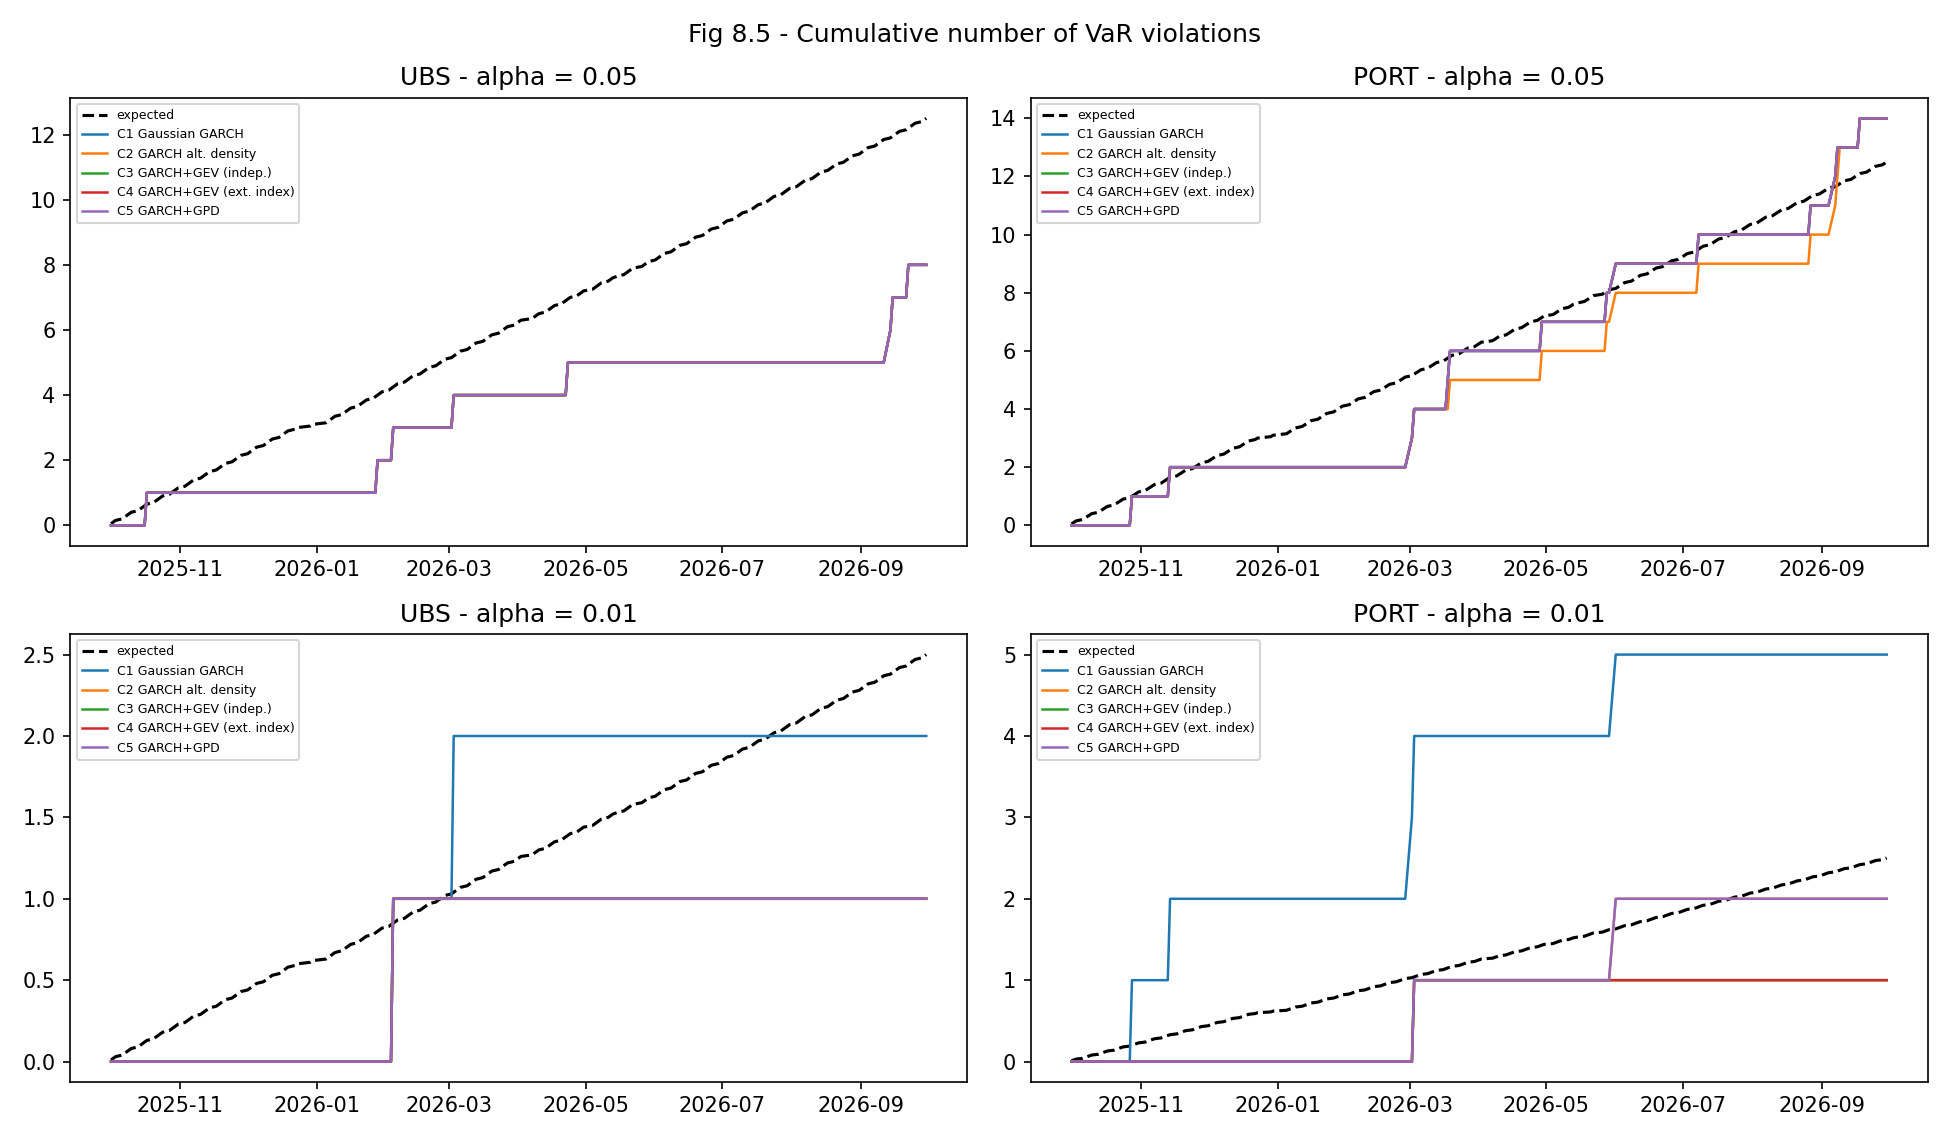 Fig 8.5 - Cumulative number of VaR violations
UBS - alpha = 0.05
expected
C1 Gaussian GARCH
C2 GARCH alt. density
C3 GARCH+GEV (indep.)
C4 GARCH+GEV (ext. index)
C5 GARCH+GPD
12
10
8
6
4
2
0
2025-11 2026-01 2026-03 2026-05 2026-07 2026-09
PORT - alpha = 0.05
expected
C1 Gaussian GARCH
C2 GARCH alt. density
C3 GARCH+GEV (indep.)
C4 GARCH+GEV (ext. index)
C5 GARCH+GPD
14
12
10
8
6
4
2
0
2025-11 2026-01 2026-03 2026-05 2026-07 2026-09
UBS - alpha = 0.01
expected
C1 Gaussian GARCH
C2 GARCH alt. density
C3 GARCH+GEV (indep.)
C4 GARCH+GEV (ext. index)
C5 GARCH+GPD
2.5
2.0
1.5
1.0
0.5
0.0
2025-11 2026-01 2026-03 2026-05 2026-07 2026-09
PORT - alpha = 0.01
expected
C1 Gaussian GARCH
C2 GARCH alt. density
C3 GARCH+GEV (indep.)
C4 GARCH+GEV (ext. index)
C5 GARCH+GPD
5
4
3
2
1
0
2025-11 2026-01 2026-03 2026-05 2026-07 2026-09